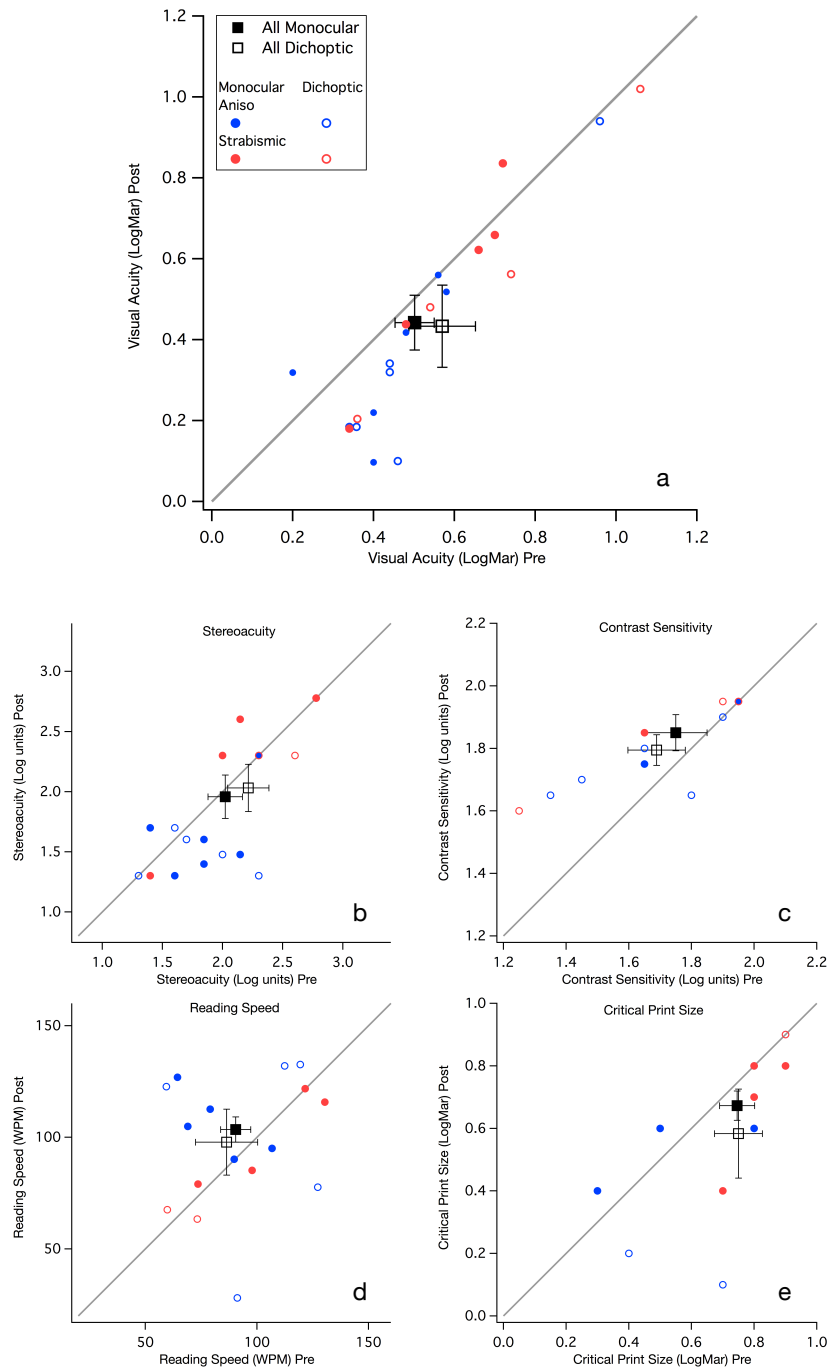 1.2
1.0
0.8
0.6
0.4
0.2
0.0
Visual Acuity (LogMar) Post
All Monocular
All Dichoptic
Monocular Dichoptic
Aniso
Strabismic
a
0.0 0.2 0.4 0.6 0.8 1.0 1.2
Visual Acuity (LogMar) Pre
Stereoacuity
3.0
2.5
2.0
1.5
1.0
Stereoacuity (Log units) Post
b
1.0 1.5 2.0 2.5 3.0
Stereoacuity (Log units) Pre
Contrast Sensitivity
2.2
2.0
1.8
1.6
1.4
1.2
Contrast Sensitivity (Log units) Post
c
1.2 1.4 1.6 1.8 2.0 2.2
Contrast Sensitivity (Log units) Pre
Reading Speed
150
100
50
Reading Speed (WPM) Post
d
50 100 150
Reading Speed (WPM) Pre
Critical Print Size
1.0
0.8
0.6
0.4
0.2
0.0
Critical Print Size (LogMar) Post
e
0.0 0.2 0.4 0.6 0.8 1.0
Critical Print Size (LogMar) Pre